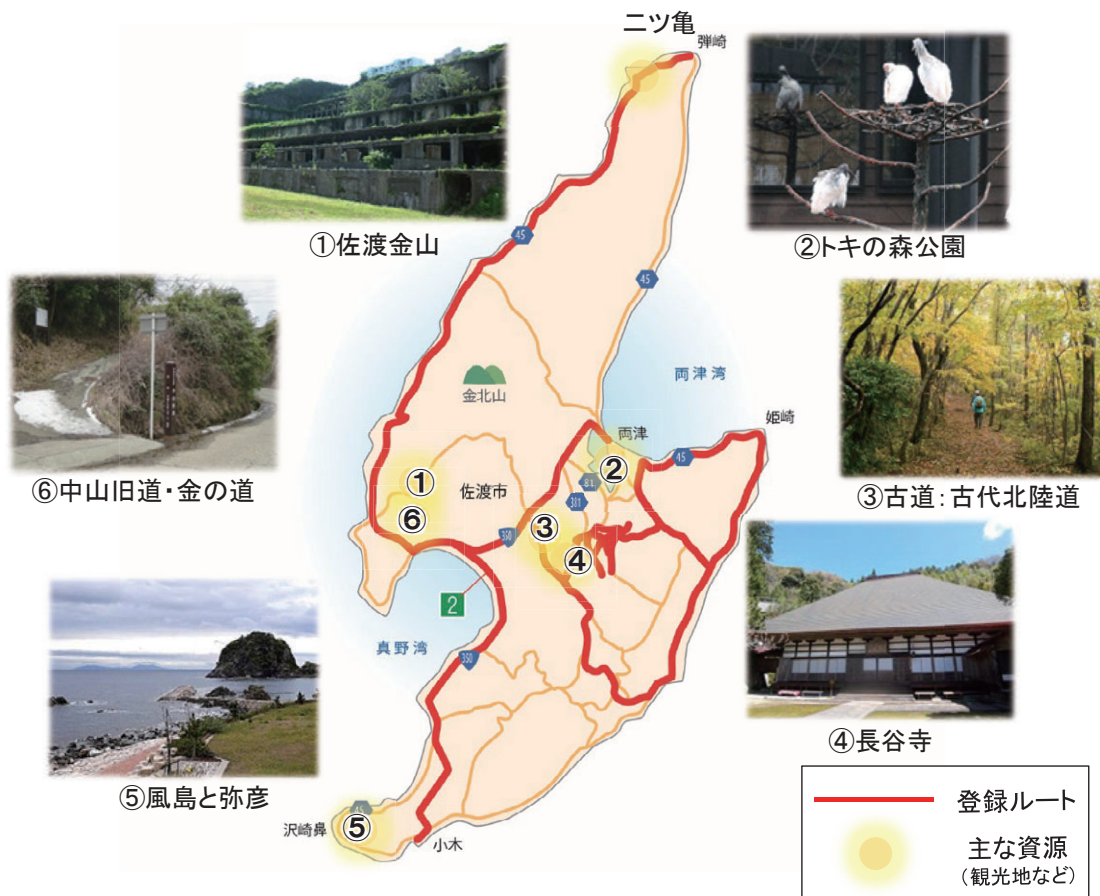 二ツ亀
弾崎
①佐渡金山
②トキの森公園
45
45
両津湾
金北山
姫崎
両津
45
②
81
381
①
佐渡市
⑥
③
350
④
⑥中山旧道・金の道
③古道:古代北陸道
2
真野湾
350
④長谷寺
⑤風島と弥彦
45
沢崎鼻
⑤
小木
登録ルート
主な資源
(観光地など)